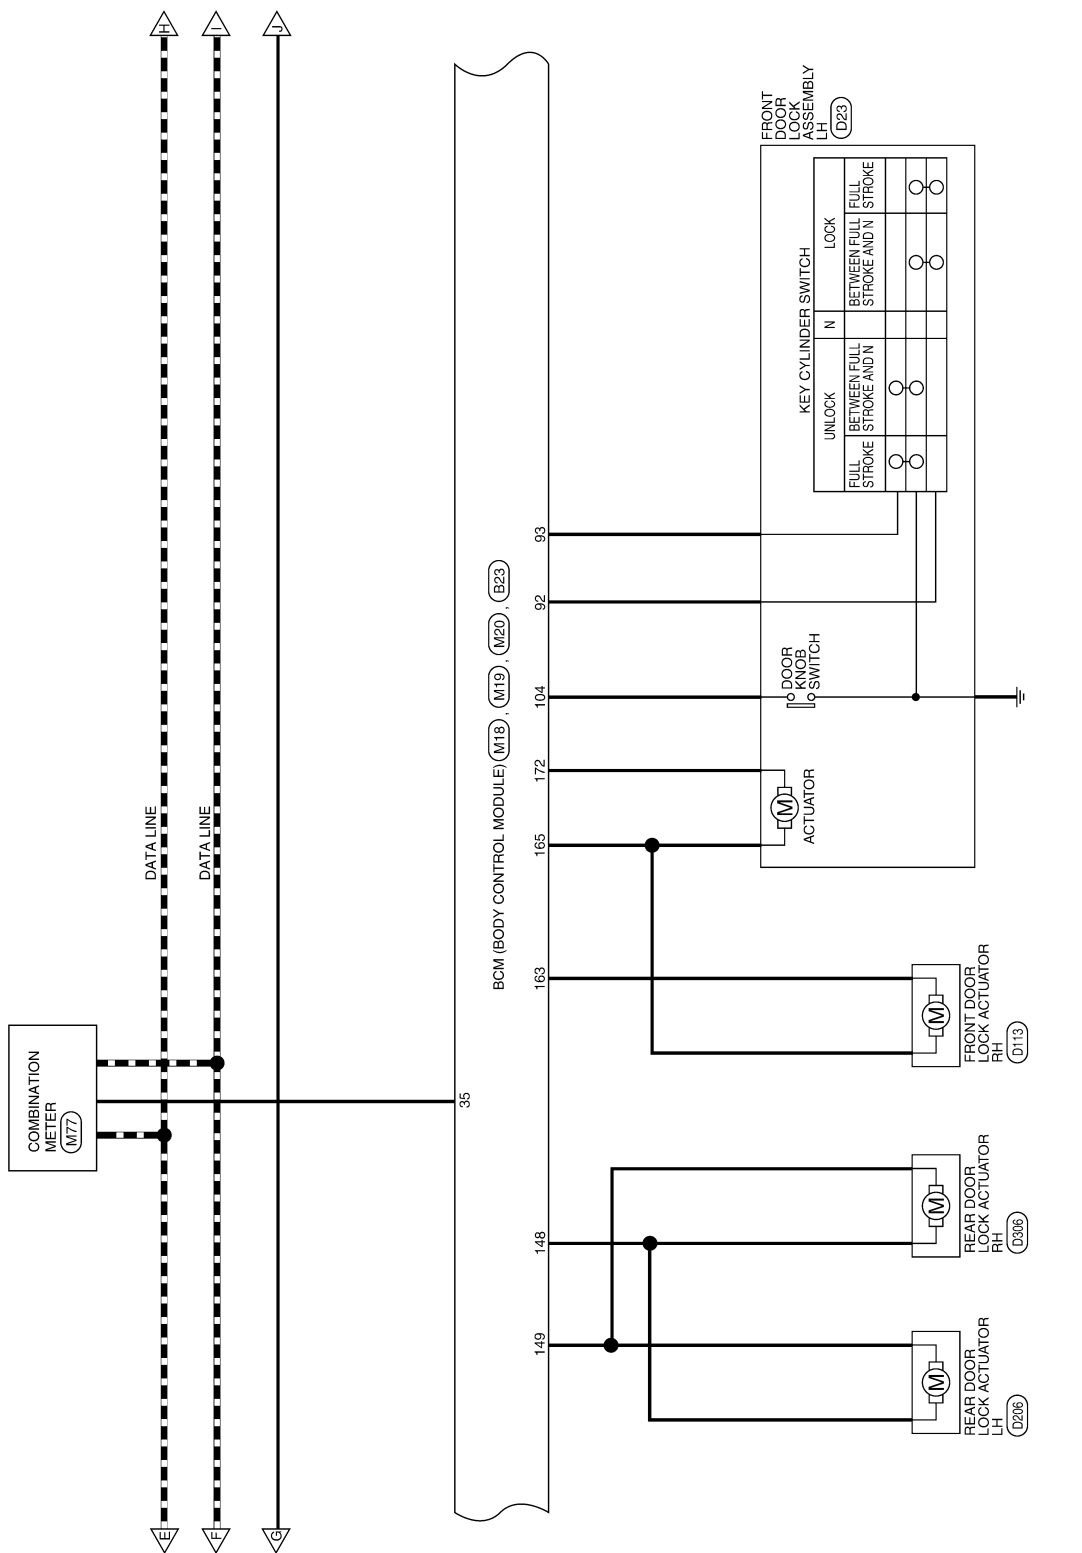 E
F
G
H
I
J
COMBINATION
METER
M77
DATA LINE
DATA LINE
35
BCM (BODY CONTROL MODULE) M18 , M19 , M20 , B23
149
148
163
165
172
104
92
93
M
REAR DOOR
LOCK ACTUATOR
LH
D206
M
REAR DOOR
LOCK ACTUATOR
RH
D306
M
FRONT DOOR
LOCK ACTUATOR
RH
D113
M
ACTUATOR
DOOR
KNOB
SWITCH
KEY CYLINDER SWITCH
UNLOCK
N
LOCK
FULL
STROKE
BETWEEN FULL
STROKE AND N
BETWEEN FULL
STROKE AND N
FULL
STROKE
FRONT
DOOR
LOCK
ASSEMBLY
LH
D23